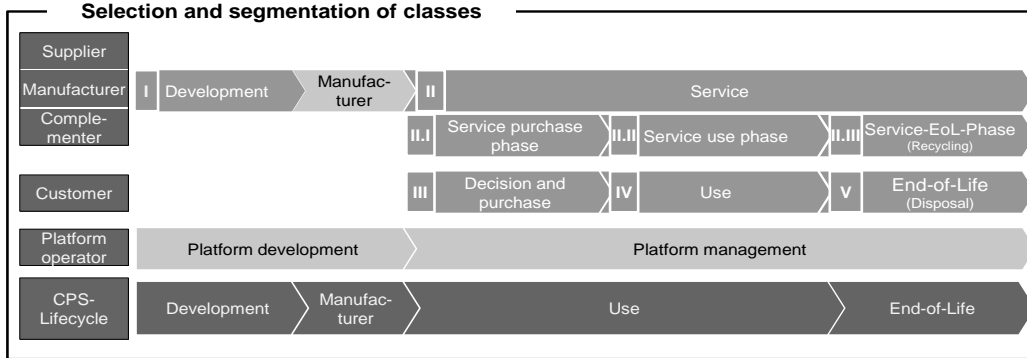 Selection and segmentation of classes
Supplier
Manufacturer
Comple-
menter
I
Development
Manufac-
turer
II
Service
II.I
Service purchase
phase
II.II
Service use phase
II.III
Service-EoL-Phase
(Recycling)
Customer
III
Decision and
purchase
IV
Use
V
End-of-Life
(Disposal)
Platform
operator
Platform development
Platform management
CPS-
Lifecycle
Development
Manufac-
turer
Use
End-of-Life